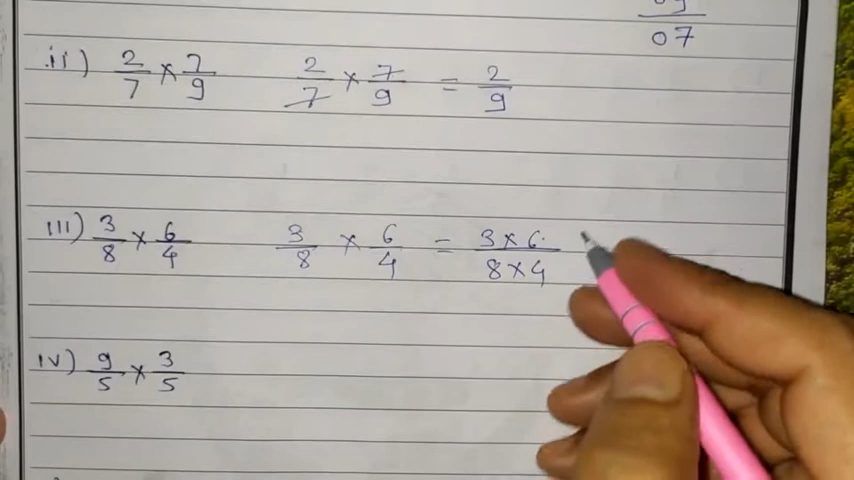 07
ii) 2/7 × 7/9 2/7 × 7/9 = 2/9
iii) 3/8 × 6/4 3/8 × 6/4 = 3×6/8×4
iv) 9/5 × 3/5